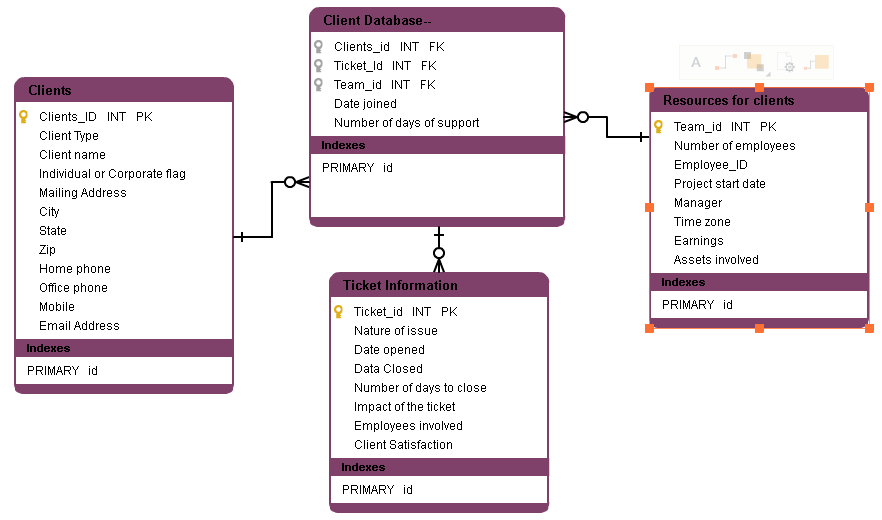 Client Database--
Clients_id INT FK
Ticket_Id INT FK
Team_id INT FK
Date joined
Number of days of support
Indexes
PRIMARY id
Clients
Clients_ID INT PK
Client Type
Client name
Individual or Corporate flag
Mailing Address
City
State
Zip
Home phone
Office phone
Mobile
Email Address
Indexes
PRIMARY id
A
Resources for clients
Team_id INT PK
Number of employees
Employee_ID
Project start date
Manager
Time zone
Earnings
Assets involved
Indexes
PRIMARY id
Ticket Information
Ticket_id INT PK
Nature of issue
Date opened
Data Closed
Number of days to close
Impact of the ticket
Employees involved
Client Satisfaction
Indexes
PRIMARY id